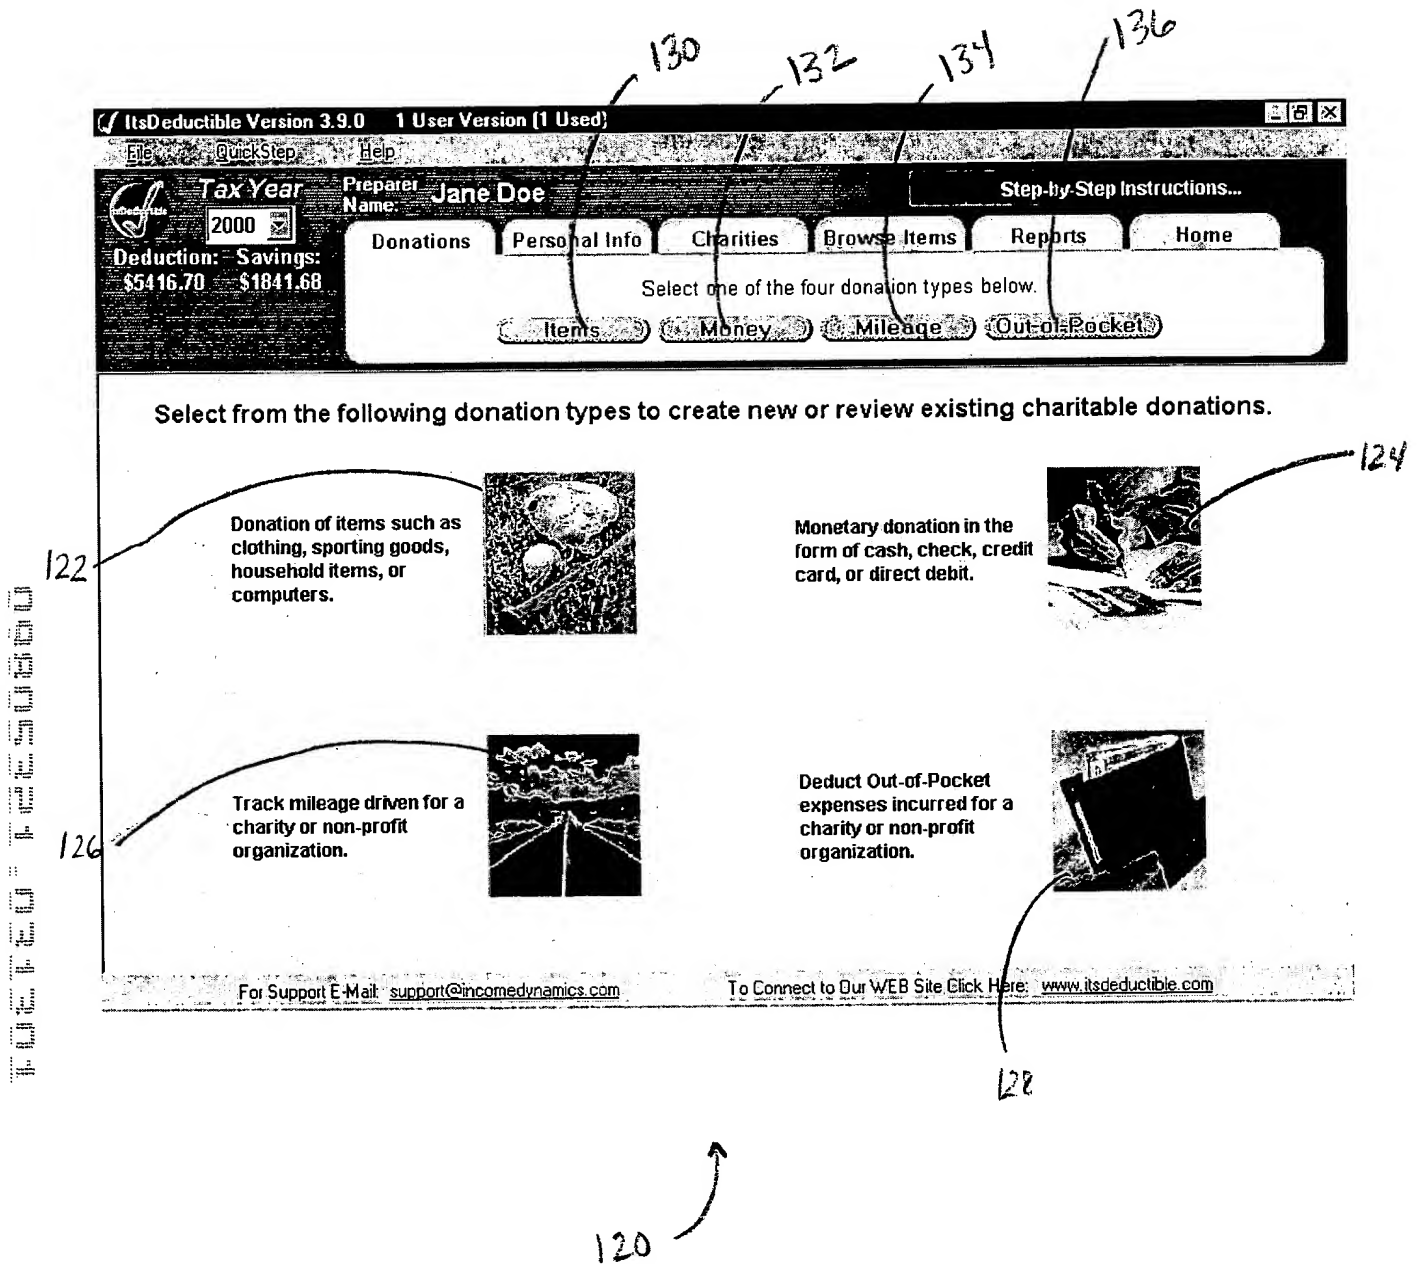 130 132 134 136
ItsDeductible Version 3.9.0 1 User Version (1 Used)
File QuickStep Help
Tax Year Preparer Name: Jane Doe Step-by-Step Instructions...
2000
Donations Personal Info Charities Browse Items Reports Home
Deduction: Savings:
$5416.70 $1841.68
Select one of the four donation types below.
Items Money Mileage Out-of-Pocket
Select from the following donation types to create new or review existing charitable donations.
124
122
Donation of items such as
clothing, sporting goods,
household items, or
computers.
Monetary donation in the
form of cash, check, credit
card, or direct debit.
126
Track mileage driven for a
charity or non-profit
organization.
Deduct Out-of-Pocket
expenses incurred for a
charity or non-profit
organization.
For Support E-Mail: support@incomedynamics.com To Connect to Our WEB Site Click Here: www.itsdeductible.com
128
120